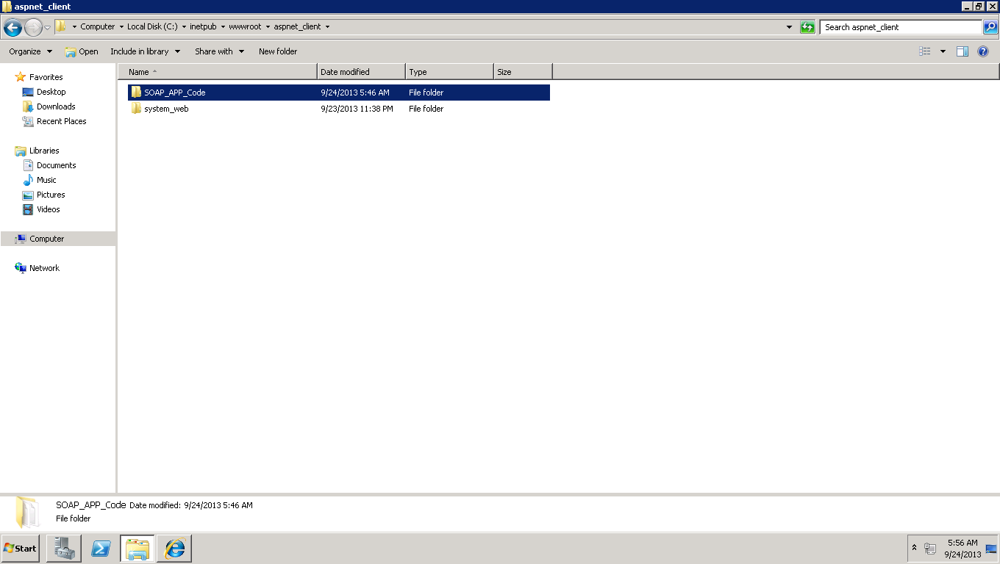 aspnet_client
Computer Local Disk (C:) inetpub wwwroot aspnet_client Search aspnet_client
Organize Open Include in library Share with New folder
Name Date modified Type Size
SOAP_APP_Code 9/24/2013 5:46 AM File folder
system_web 9/23/2013 11:38 PM File folder
Favorites
Desktop
Downloads
Recent Places
Libraries
Documents
Music
Pictures
Videos
Computer
Network
SOAP_APP_Code Date modified: 9/24/2013 5:46 AM
File folder
Start
5:56 AM
9/24/2013